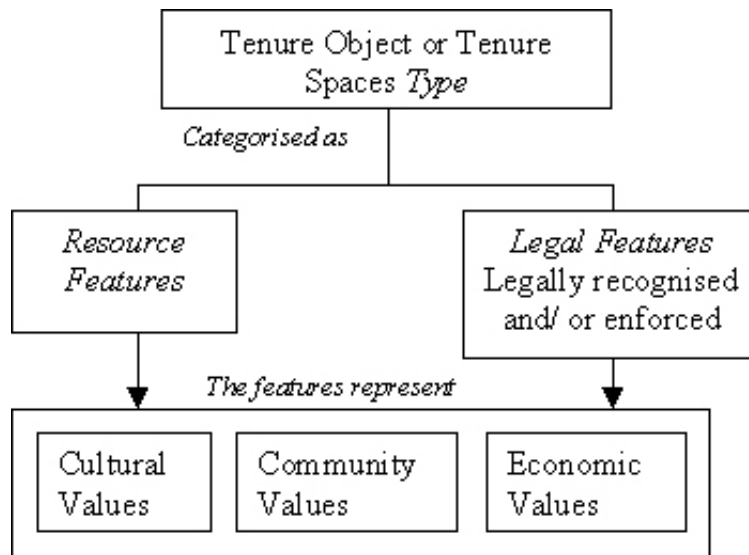 Tenure Object or Tenure
Spaces Type
Categorised as
Resource
Features
Legal Features
Legally recognised
and/ or enforced
The features represent
Cultural
Values
Community
Values
Economic
Values